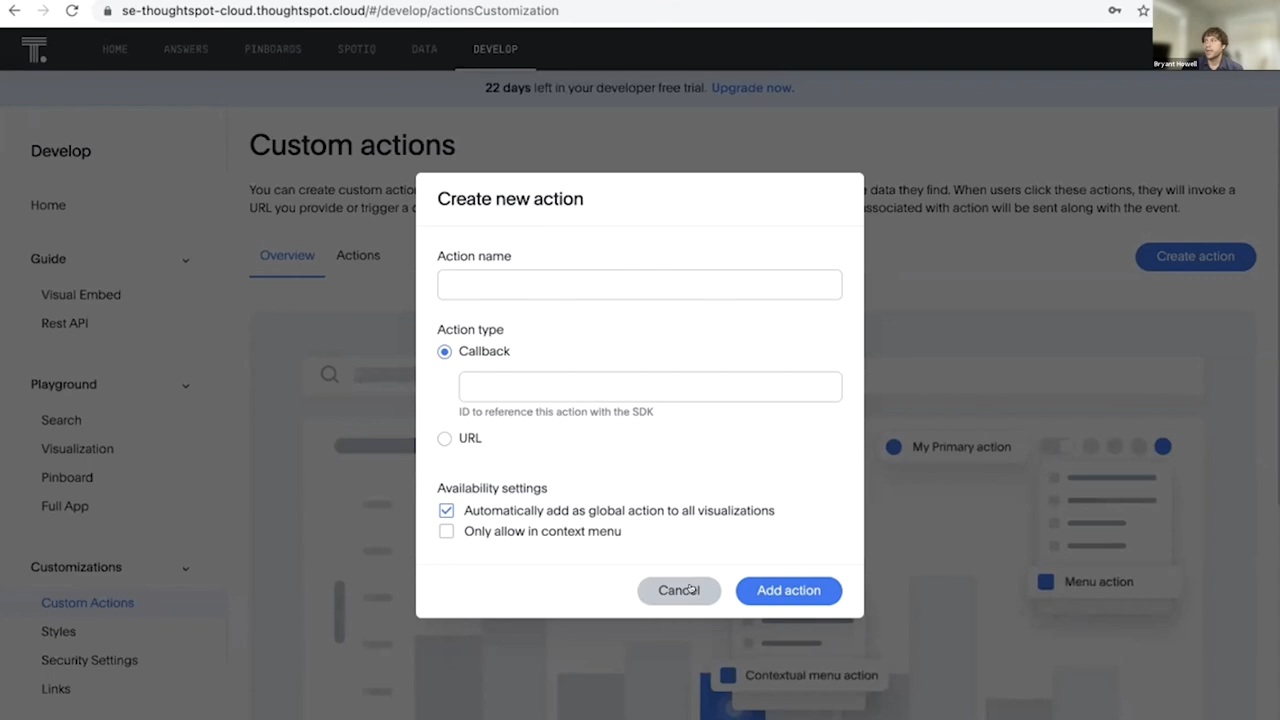 se-thoughtspot-cloud.thoughtspot.cloud/#/develop/actionsCustomization
T.
HOME
ANSWERS
PINBOARDS
SPOTIQ
DATA
DEVELOP
Bryant Howell
22 days left in your developer free trial. Upgrade now.
Develop
Home
Guide
Visual Embed
Rest API
Playground
Search
Visualization
Pinboard
Full App
Customizations
Custom Actions
Styles
Security Settings
Links
Custom actions
You can create custom actio
data they find. When users click these actions, they will invoke a
URL you provide or trigger a c
ssociated with action will be sent along with the event.
Overview
Actions
Create action
Create new action
Action name
Action type
Callback
ID to reference this action with the SDK
URL
Availability settings
Automatically add as global action to all visualizations
Only allow in context menu
Cancel
Add action
My Primary action
Menu action
Contextual menu action